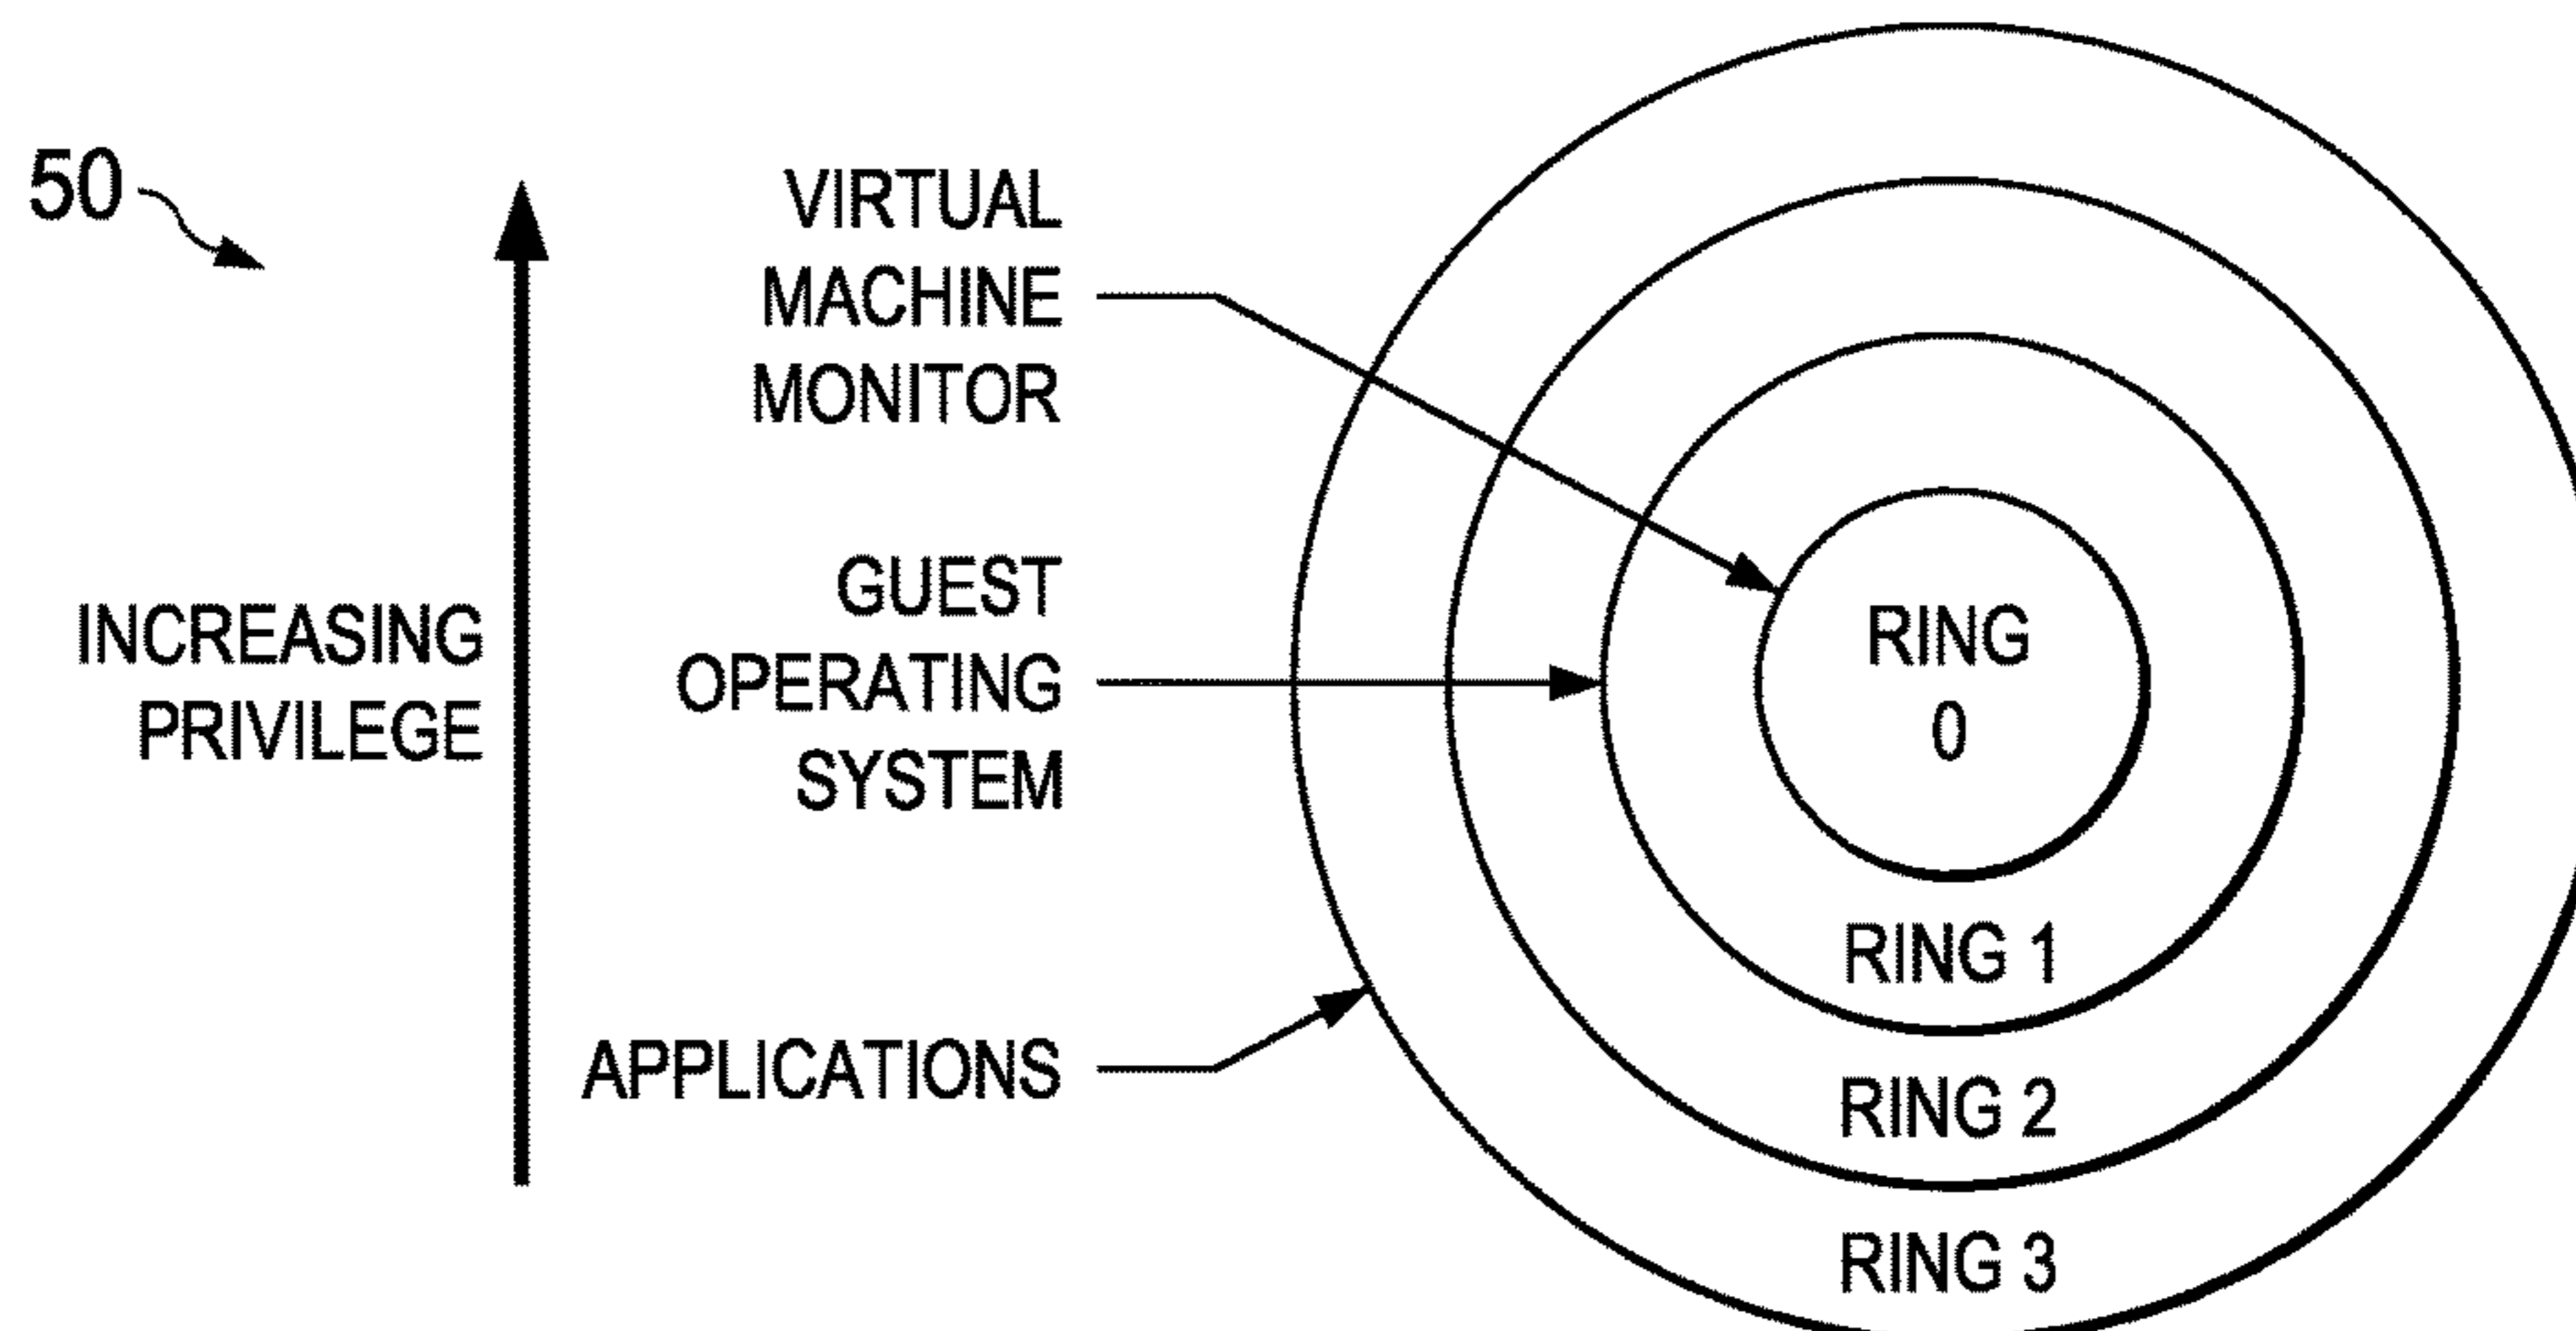 50
INCREASING
PRIVILEGE
VIRTUAL
MACHINE
MONITOR
GUEST
OPERATING
SYSTEM
APPLICATIONS
RING
0
RING 1
RING 2
RING 3